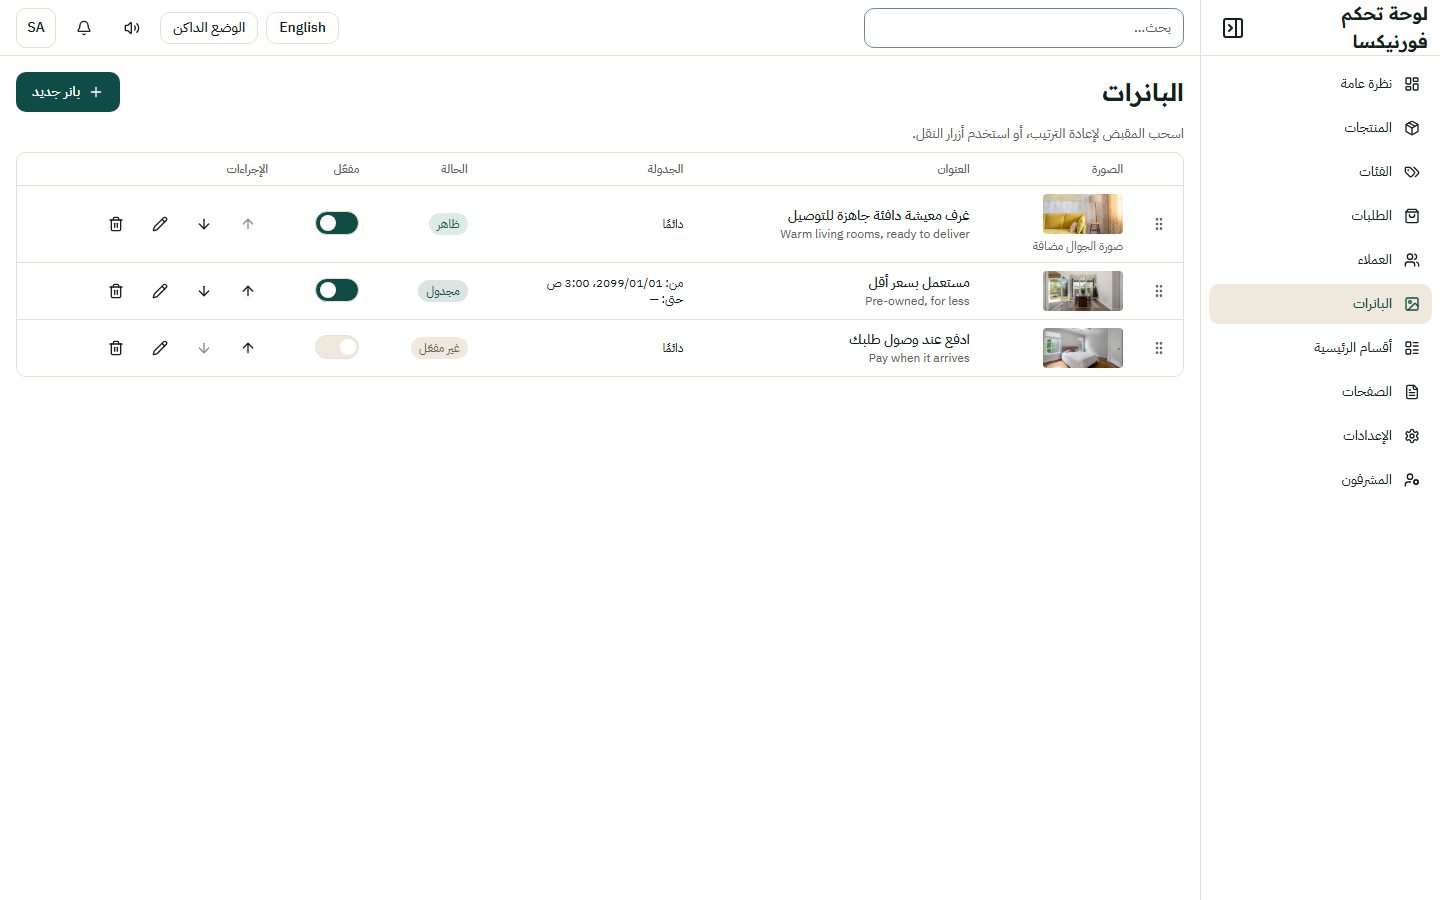 لوحة تحكم
فورنيكسا
بحث...
English
الوضع الداكن
SA
نظرة عامة
المنتجات
الفئات
الطلبات
العملاء
البانرات
أقسام الرئيسية
الصفحات
الإعدادات
المشرفون
البانرات
بانر جديد
اسحب المقبض لإعادة الترتيب، أو استخدم أزرار النقل.
الصورة العنوان الجدولة الحالة مفعّل الإجراءات
صورة الجوال مضافة
غرف معيشة دافئة جاهزة للتوصيل
Warm living rooms, ready to deliver
دائمًا
ظاهر
مستعمل بسعر أقل
Pre-owned, for less
من: 2099/01/01، 3:00 ص
حتى: —
مجدول
ادفع عند وصول طلبك
Pay when it arrives
دائمًا
غير مفعّل